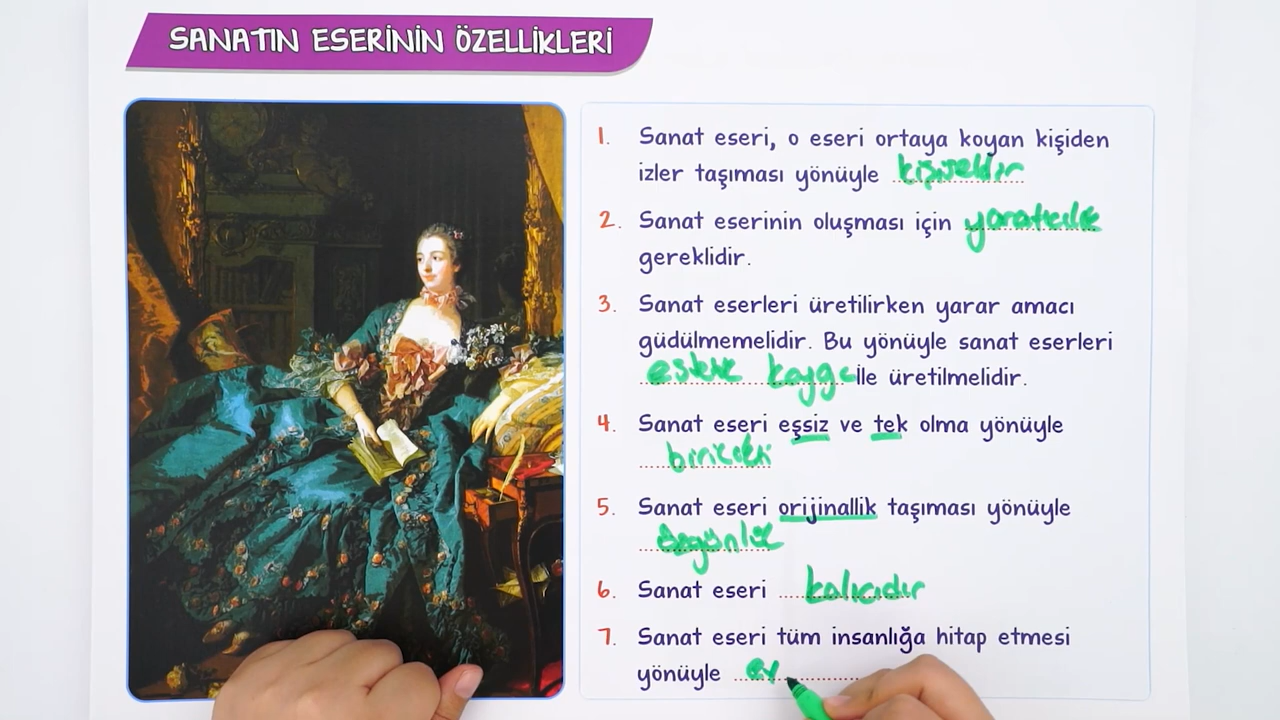 SANATIN ESERİNİN ÖZELLİKLERİ
1. Sanat eseri, o eseri ortaya koyan kişiden
izler taşıması yönüyle kişiseldir
2. Sanat eserinin oluşması için yaratıcılık
gereklidir.
3. Sanat eserleri üretilirken yarar amacı
güdülmemelidir. Bu yönüyle sanat eserleri
estetik kaygı İle üretilmelidir.
4. Sanat eseri eşsiz ve tek olma yönüyle
5. Sanat eseri orijinallik taşıması yönüyle
özgünlük
6. Sanat eseri kalıcıdır
7. Sanat eseri tüm insanlığa hitap etmesi
yönüyle ev